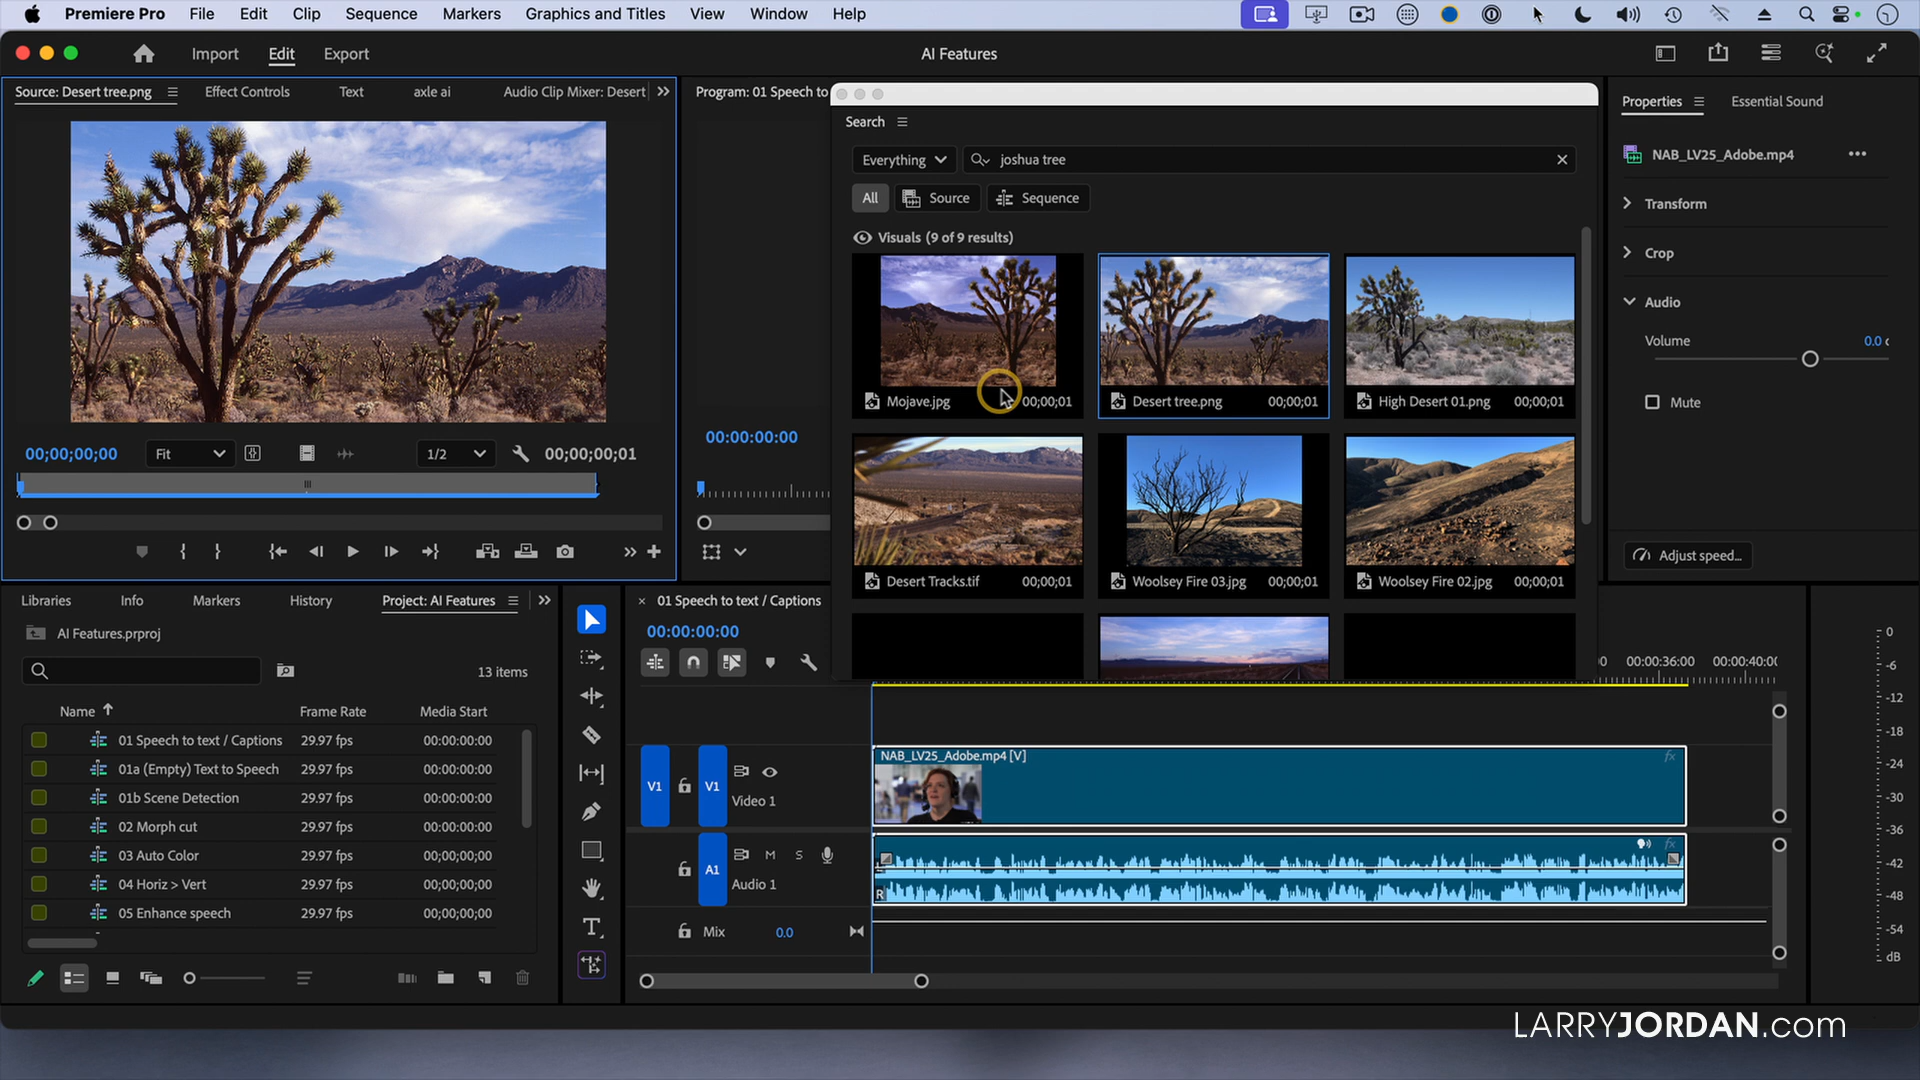 Premiere Pro File Edit Clip Sequence Markers Graphics and Titles View Window Help
Import Edit Export
AI Features
Source: Desert tree.png Effect Controls Text axle ai Audio Clip Mixer: Desert
Program: 01 Speech to
Search
Everything joshua tree
All Source Sequence
Visuals (9 of 9 results)
Mojave.jpg 00;00;01
Desert tree.png 00;00;01
High Desert 01.png 00;00;01
Desert Tracks.tif 00;00;01
Woolsey Fire 03.jpg 00;00;01
Woolsey Fire 02.jpg 00;00;01
Properties Essential Sound
NAB_LV25_Adobe.mp4
Transform
Crop
Audio
Volume 0.0
Mute
Adjust speed...
00;00;00;00 Fit 1/2 00;00;00;01
00:00:00:00
Libraries Info Markers History Project: AI Features
AI Features.prproj
13 items
Name Frame Rate Media Start
01 Speech to text / Captions 29.97 fps 00:00:00:00
01a (Empty) Text to Speech 29.97 fps 00:00:00:00
01b Scene Detection 29.97 fps 00:00:00:00
02 Morph cut 29.97 fps 00:00:00:00
03 Auto Color 29.97 fps 00;00;00;00
04 Horiz > Vert 29.97 fps 00;00;00;00
05 Enhance speech 29.97 fps 00;00;00;00
01 Speech to text / Captions
00:00:00:00
00:00:36:00 00:00:40:00
V1 V1 Video 1
NAB_LV25_Adobe.mp4 [V]
fx
A1 M S Audio 1
fx
R
Mix 0.0
0
-6
-12
-18
-24
-30
-36
-42
-48
-54
dB
LARRYJORDAN.com